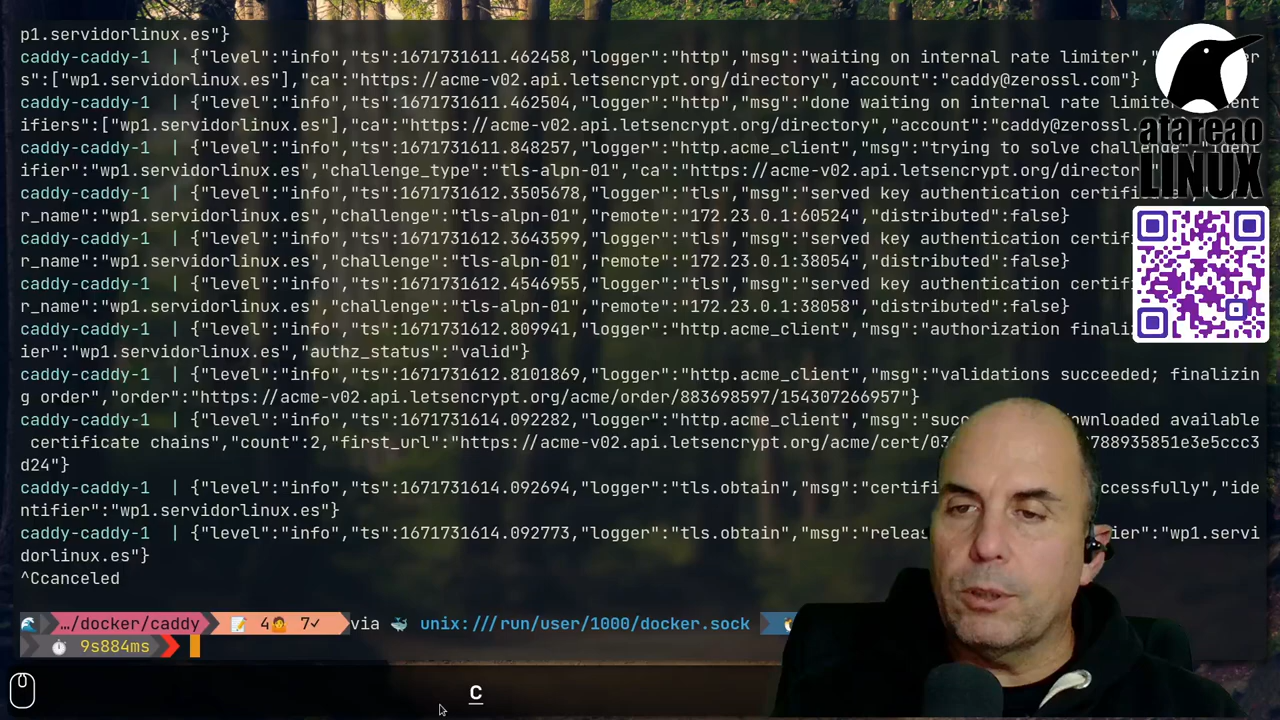 p1.servidorlinux.es"}
caddy-caddy-1 | {"level":"info","ts":1671731611.462458,"logger":"http","msg":"waiting on internal rate limiter","
s":["wp1.servidorlinux.es"],"ca":"https://acme-v02.api.letsencrypt.org/directory","account":"caddy@zerossl.com"}
caddy-caddy-1 | {"level":"info","ts":1671731611.462504,"logger":"http","msg":"done waiting on internal rate
ifiers":["wp1.servidorlinux.es"],"ca":"https://acme-v02.api.letsencrypt.org/directory","account":"caddy@zerossl.
caddy-caddy-1 | {"level":"info","ts":1671731611.848257,"logger":"http.acme_client","msg":"trying to solve
ifier":"wp1.servidorlinux.es","challenge_type":"tls-alpn-01","ca":"https://acme-v02.api.letsencrypt.org/
caddy-caddy-1 | {"level":"info","ts":1671731612.3505678,"logger":"tls","msg":"served key authentication
r_name":"wp1.servidorlinux.es","challenge":"tls-alpn-01","remote":"172.23.0.1:60524","distributed":false}
caddy-caddy-1 | {"level":"info","ts":1671731612.3643599,"logger":"tls","msg":"served key authentication
r_name":"wp1.servidorlinux.es","challenge":"tls-alpn-01","remote":"172.23.0.1:38054","distributed":false}
caddy-caddy-1 | {"level":"info","ts":1671731612.4946955,"logger":"tls","msg":"served key authentication
r_name":"wp1.servidorlinux.es","challenge":"tls-alpn-01","remote":"172.23.0.1:38058","distributed":false}
caddy-caddy-1 | {"level":"info","ts":1671731612.809941,"logger":"http.acme_client","msg":"authorization
ier":"wp1.servidorlinux.es","authz_status":"valid"}
caddy-caddy-1 | {"level":"info","ts":1671731612.8101869,"logger":"http.acme_client","msg":"validations succeeded; finalizin
g order","order":"https://acme-v02.api.letsencrypt.org/acme/order/883698597/154307266957"}
caddy-caddy-1 | {"level":"info","ts":1671731614.092282,"logger":"http.acme_client","msg":" available
certificate chains","count":2,"first_url":"https://acme-v02.api.letsencrypt.org/acme/cert/03 788935851e3e5ccc3
d24"}
caddy-caddy-1 | {"level":"info","ts":1671731614.092694,"logger":"tls.obtain","msg":" "ide
ntifier":"wp1.servidorlinux.es"}
caddy-caddy-1 | {"level":"info","ts":1671731614.092773,"logger":"tls.obtain","msg":" ier":"wp1.servi
dorlinux.es"}
^Ccanceled
…/docker/caddy 4 7✓ via unix:///run/user/1000/docker.sock
9s884ms
C
atareao
LINUX